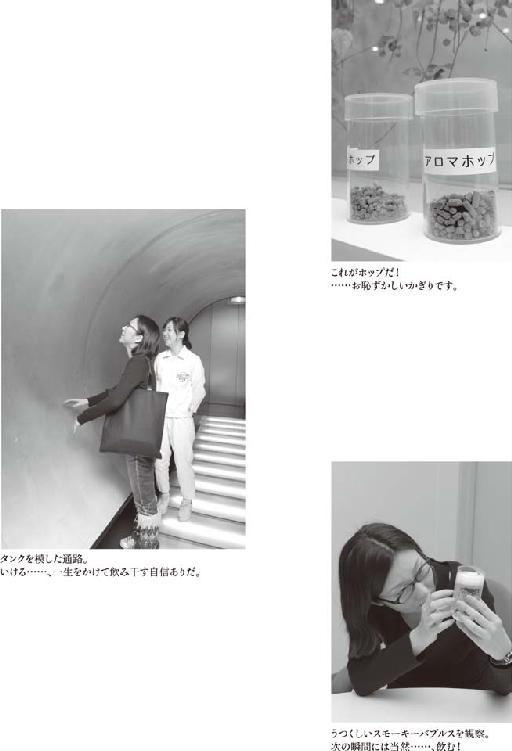 ホップ
アロマホップ
これがホップだ！
……お恥ずかしいかぎりです。
タンクを模した通路。
いける……、一生をかけて飲み干す自信ありだ。
うつくしいスモーキーバブルスを観察。
次の瞬間には当然……、飲む！